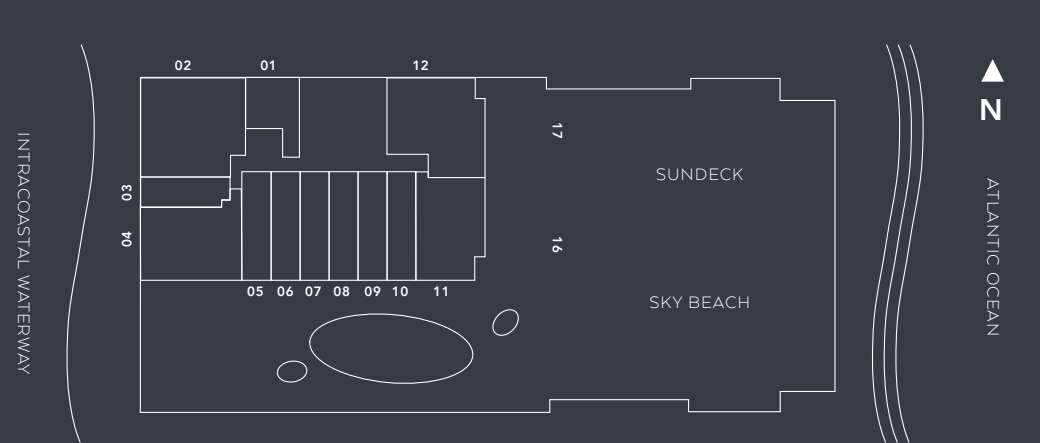 02
01
12
N
17
SUNDECK
INTRACOASTAL WATERWAY
03
04
16
ATLANTIC OCEAN
05
06
07
08
09
10
11
SKY BEACH